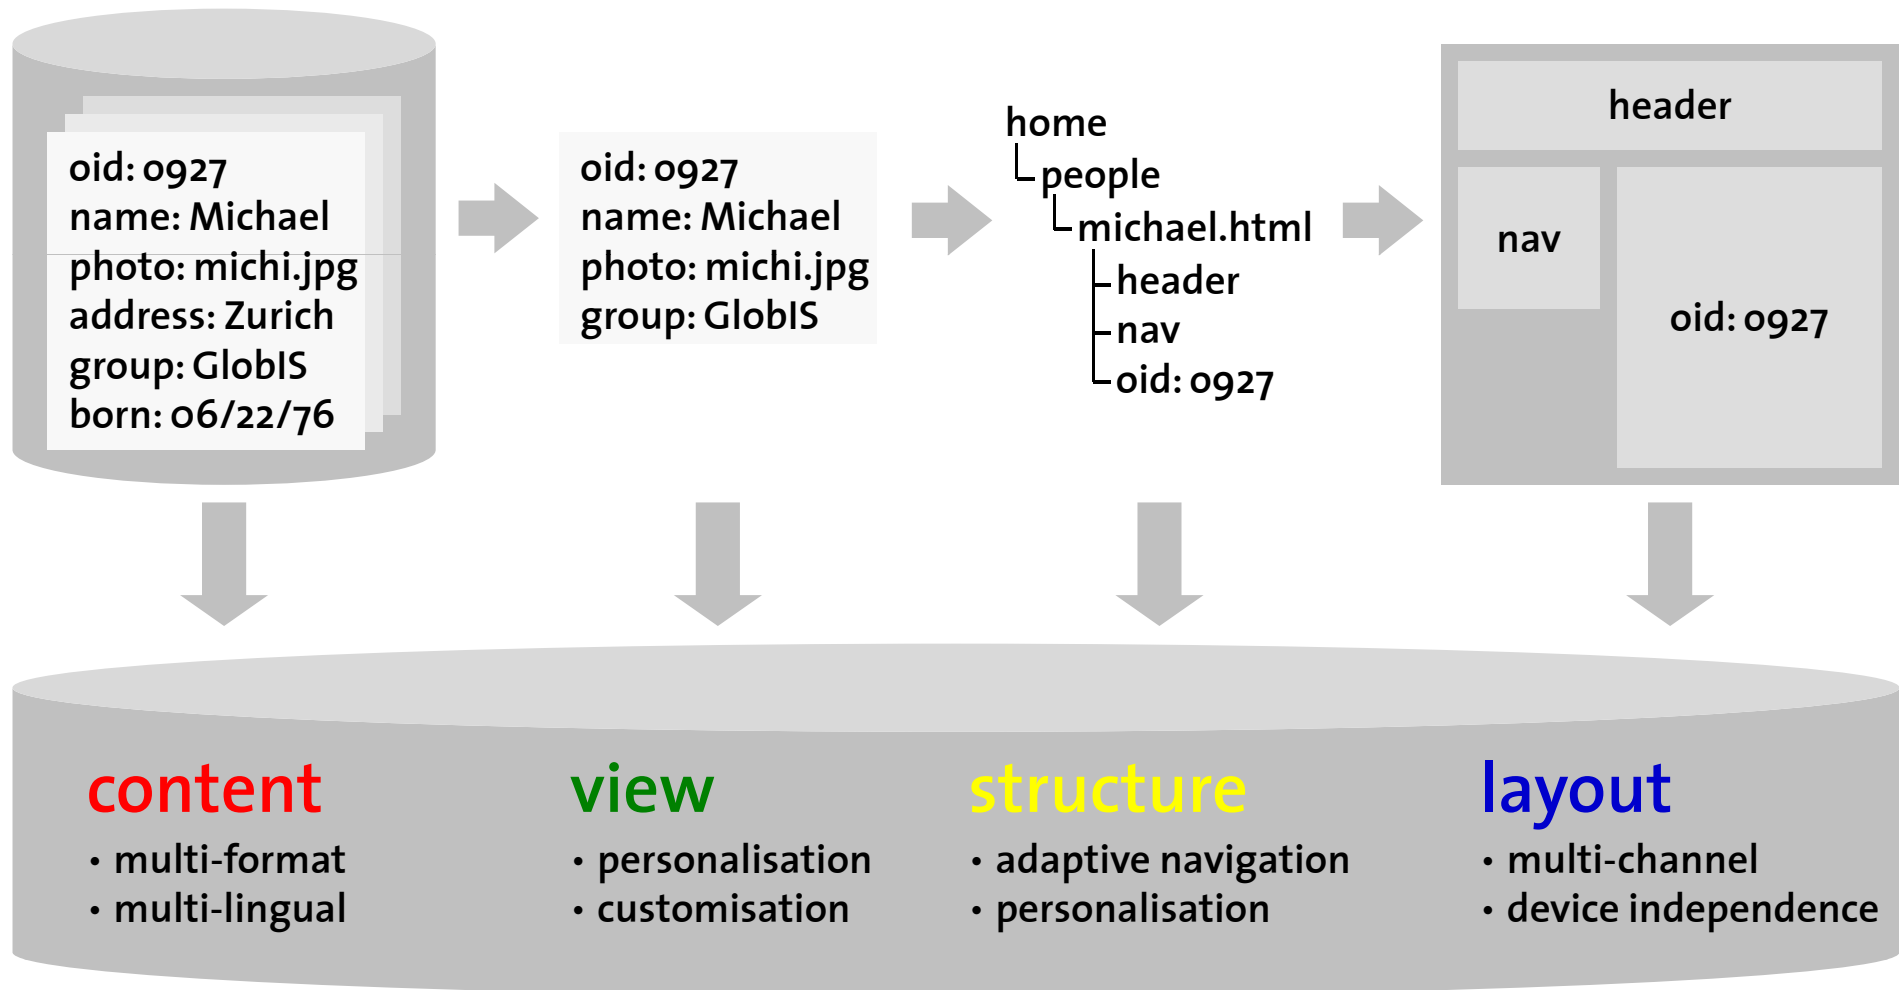 oid: 0927
name: Michael
photo: michi.jpg
address: Zurich
group: GlobIS
born: 06/22/76
oid: 0927
name: Michael
photo: michi.jpg
group: GlobIS
home
people
michael.html
header
nav
oid: 0927
header
nav
oid: 0927
content
• multi-format
• multi-lingual
view
• personalisation
• customisation
structure
• adaptive navigation
• personalisation
layout
• multi-channel
• device independence